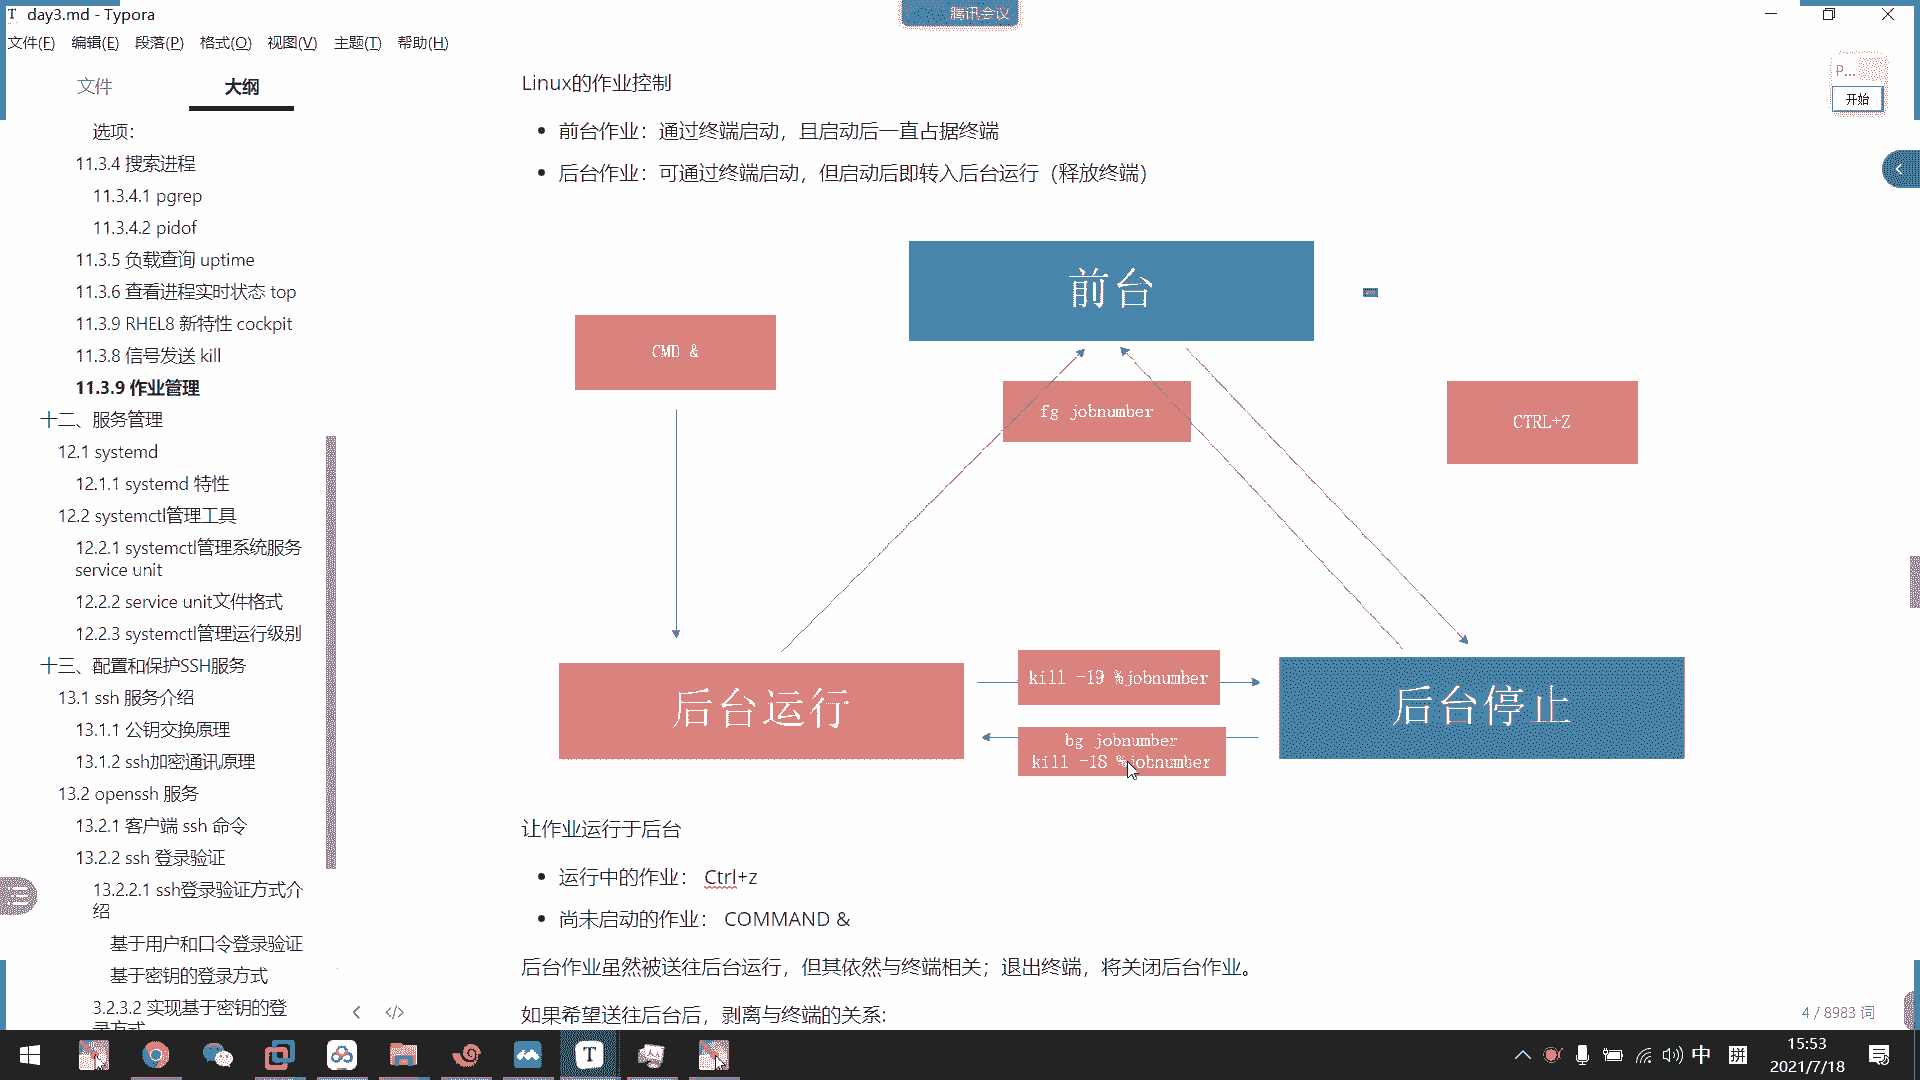 day3.md - Typora
腾讯会议
文件(F) 编辑(E) 段落(P) 格式(O) 视图(V) 主题(T) 帮助(H)
文件 大纲
选项：
11.3.4 搜索进程
11.3.4.1 pgrep
11.3.4.2 pidof
11.3.5 负载查询 uptime
11.3.6 查看进程实时状态 top
11.3.9 RHEL8 新特性 cockpit
11.3.8 信号发送 kill
11.3.9 作业管理
十二、服务管理
12.1 systemd
12.1.1 systemd 特性
12.2 systemctl管理工具
12.2.1 systemctl管理系统服务
service unit
12.2.2 service unit文件格式
12.2.3 systemctl管理运行级别
十三、配置和保护SSH服务
13.1 ssh 服务介绍
13.1.1 公钥交换原理
13.1.2 ssh加密通讯原理
13.2 openssh 服务
13.2.1 客户端 ssh 命令
13.2.2 ssh 登录验证
13.2.2.1 ssh登录验证方式介
绍
基于用户和口令登录验证
基于密钥的登录方式
3.2.3.2 实现基于密钥的登
录方式
Linux的作业控制
• 前台作业：通过终端启动，且启动后一直占据终端
• 后台作业：可通过终端启动，但启动后即转入后台运行（释放终端）
P...
开始
前台
CMD &
fg jobnumber
CTRL+Z
后台运行
kill -19 %jobnumber
bg jobnumber
kill -18 %jobnumber
后台停止
让作业运行于后台
• 运行中的作业： Ctrl+z
• 尚未启动的作业： COMMAND &
后台作业虽然被送往后台运行，但其依然与终端相关；退出终端，将关闭后台作业。
如果希望送往后台后，剥离与终端的关系:
4 / 8983 词
T
中
拼
15:53
2021/7/18